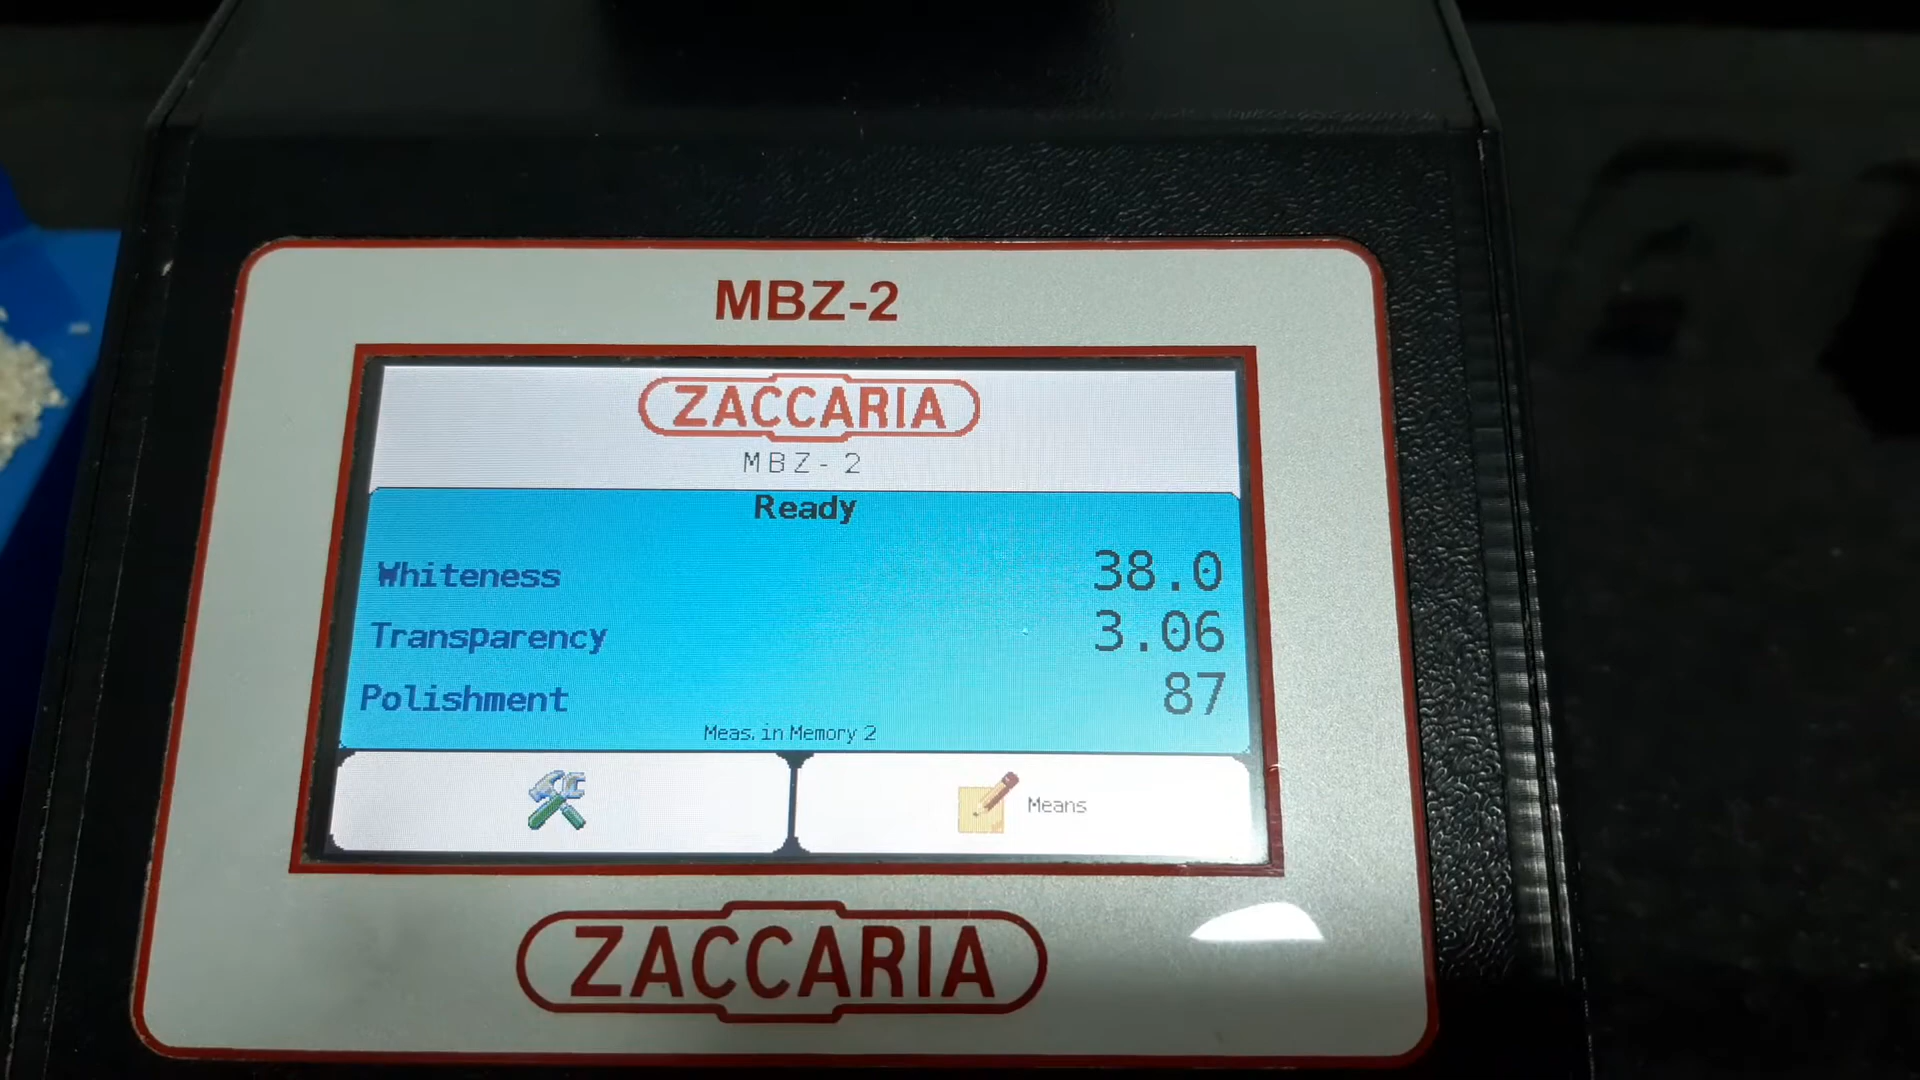 MBZ-2
ZACCARIA
MBZ-2
Ready
Whiteness 38.0
Transparency 3.06
Polishment 87
Meas. in Memory 2
Means
ZACCARIA